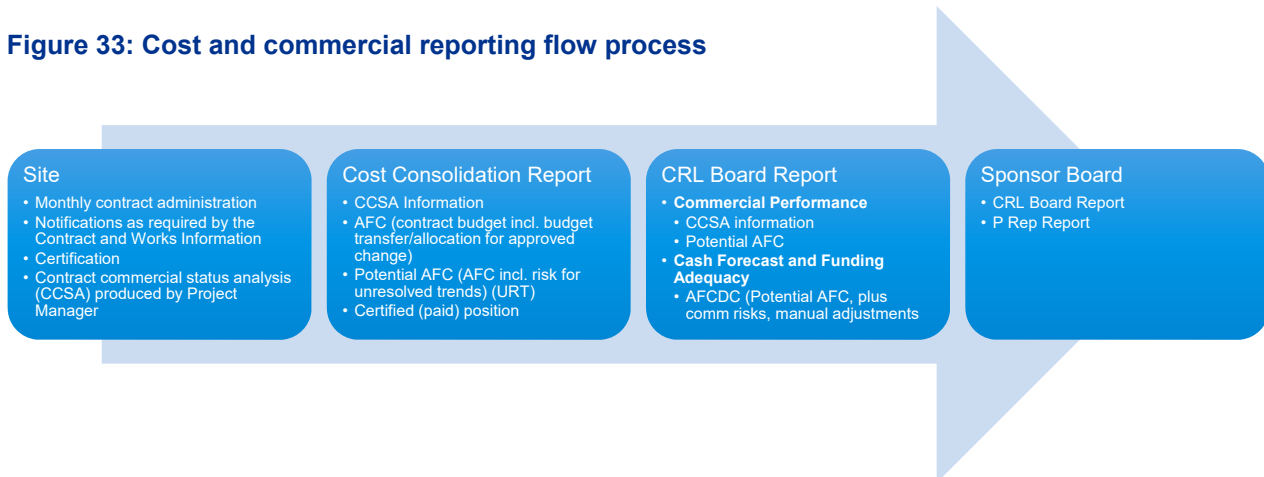 Figure 33: Cost and commercial reporting flow process
Site
• Monthly contract administration
• Notifications as required by the
Contract and Works Information
• Certification
• Contract commercial status analysis
(CCSA) produced by Project
Manager
Cost Consolidation Report
• CCSA Information
• AFC (contract budget incl. budget
transfer/allocation for approved
change)
• Potential AFC (AFC incl. risk for
unresolved trends) (URT)
• Certified (paid) position
CRL Board Report
• Commercial Performance
• CCSA information
• Potential AFC
• Cash Forecast and Funding
Adequacy
• AFCDC (Potential AFC, plus
comm risks, manual adjustments
Sponsor Board
• CRL Board Report
• P Rep Report